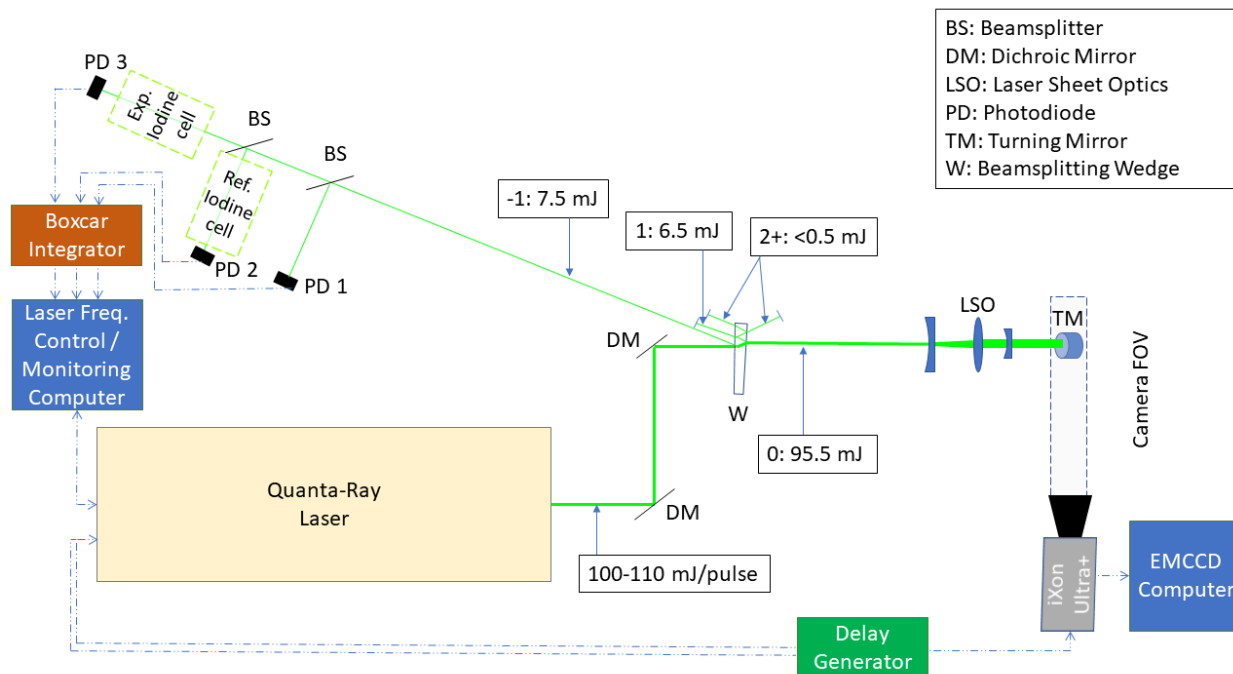 BS: Beamsplitter
DM: Dichroic Mirror
LSO: Laser Sheet Optics
PD: Photodiode
TM: Turning Mirror
W: Beamsplitting Wedge
PD 3
Exp.
Iodine
cell
BS
BS
Ref.
Iodine
cell
-1: 7.5 mJ
1: 6.5 mJ
2+: <0.5 mJ
Boxcar
Integrator
PD 2
PD 1
Laser Freq.
Control /
Monitoring
Computer
DM
LSO
TM
W
Camera FOV
0: 95.5 mJ
Quanta-Ray
Laser
DM
100-110 mJ/pulse
iXon
Ultra+
EMCCD
Computer
Delay
Generator